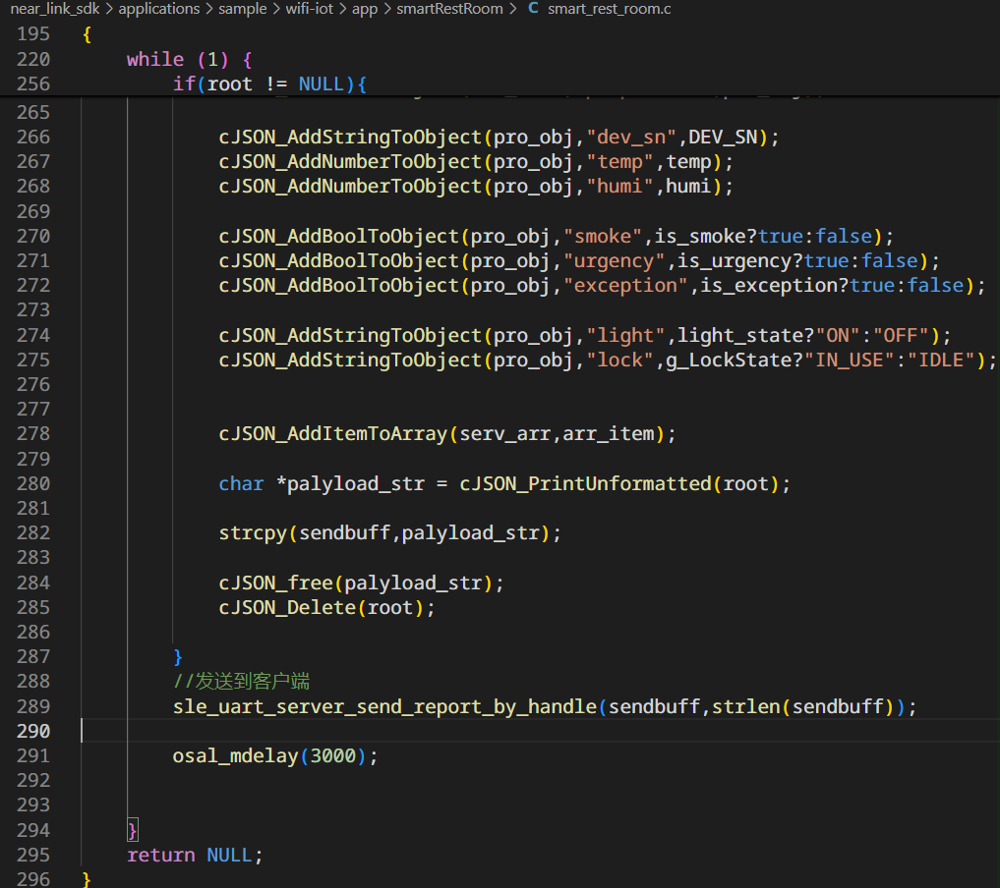 near_link_sdk > applications > sample > wifi-iot > app > smartRestRoom > C smart_rest_room.c
195 {
220 while (1) {
256 if(root != NULL){
265
266 cJSON_AddStringToObject(pro_obj,"dev_sn",DEV_SN);
267 cJSON_AddNumberToObject(pro_obj,"temp",temp);
268 cJSON_AddNumberToObject(pro_obj,"humi",humi);
269
270 cJSON_AddBoolToObject(pro_obj,"smoke",is_smoke?true:false);
271 cJSON_AddBoolToObject(pro_obj,"urgency",is_urgency?true:false);
272 cJSON_AddBoolToObject(pro_obj,"exception",is_exception?true:false);
273
274 cJSON_AddStringToObject(pro_obj,"light",light_state?"ON":"OFF");
275 cJSON_AddStringToObject(pro_obj,"lock",g_LockState?"IN_USE":"IDLE");
276
277
278 cJSON_AddItemToArray(serv_arr,arr_item);
279
280 char *palyload_str = cJSON_PrintUnformatted(root);
281
282 strcpy(sendbuff,palyload_str);
283
284 cJSON_free(palyload_str);
285 cJSON_Delete(root);
286
287 }
288 //发送到客户端
289 sle_uart_server_send_report_by_handle(sendbuff,strlen(sendbuff));
290
291 osal_mdelay(3000);
292
293
294 }
295 return NULL;
296 }